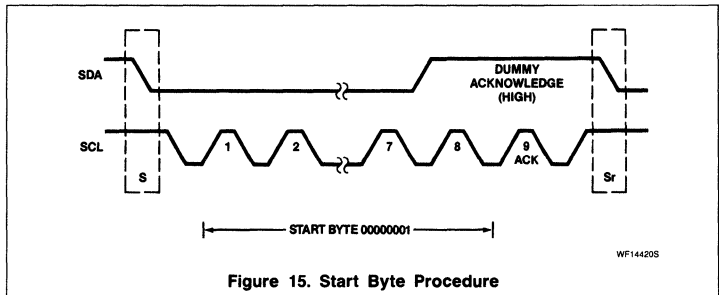 SDA
DUMMY
ACKNOWLEDGE
(HIGH)
SCL
1 2 7 8 9
ACK
S Sr
START BYTE 00000001
WF14420S
Figure 15. Start Byte Procedure